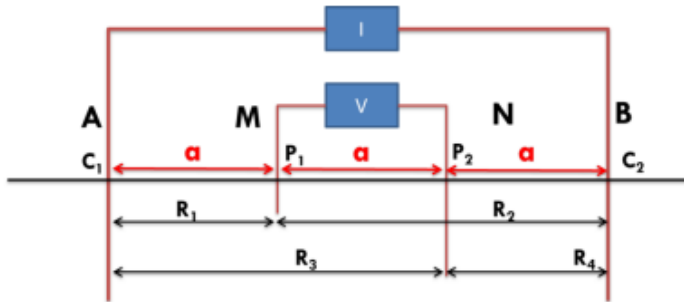 I
V
A M N B
C₁ a P₁ a P₂ a C₂
R₁ R₂
R₃ R₄